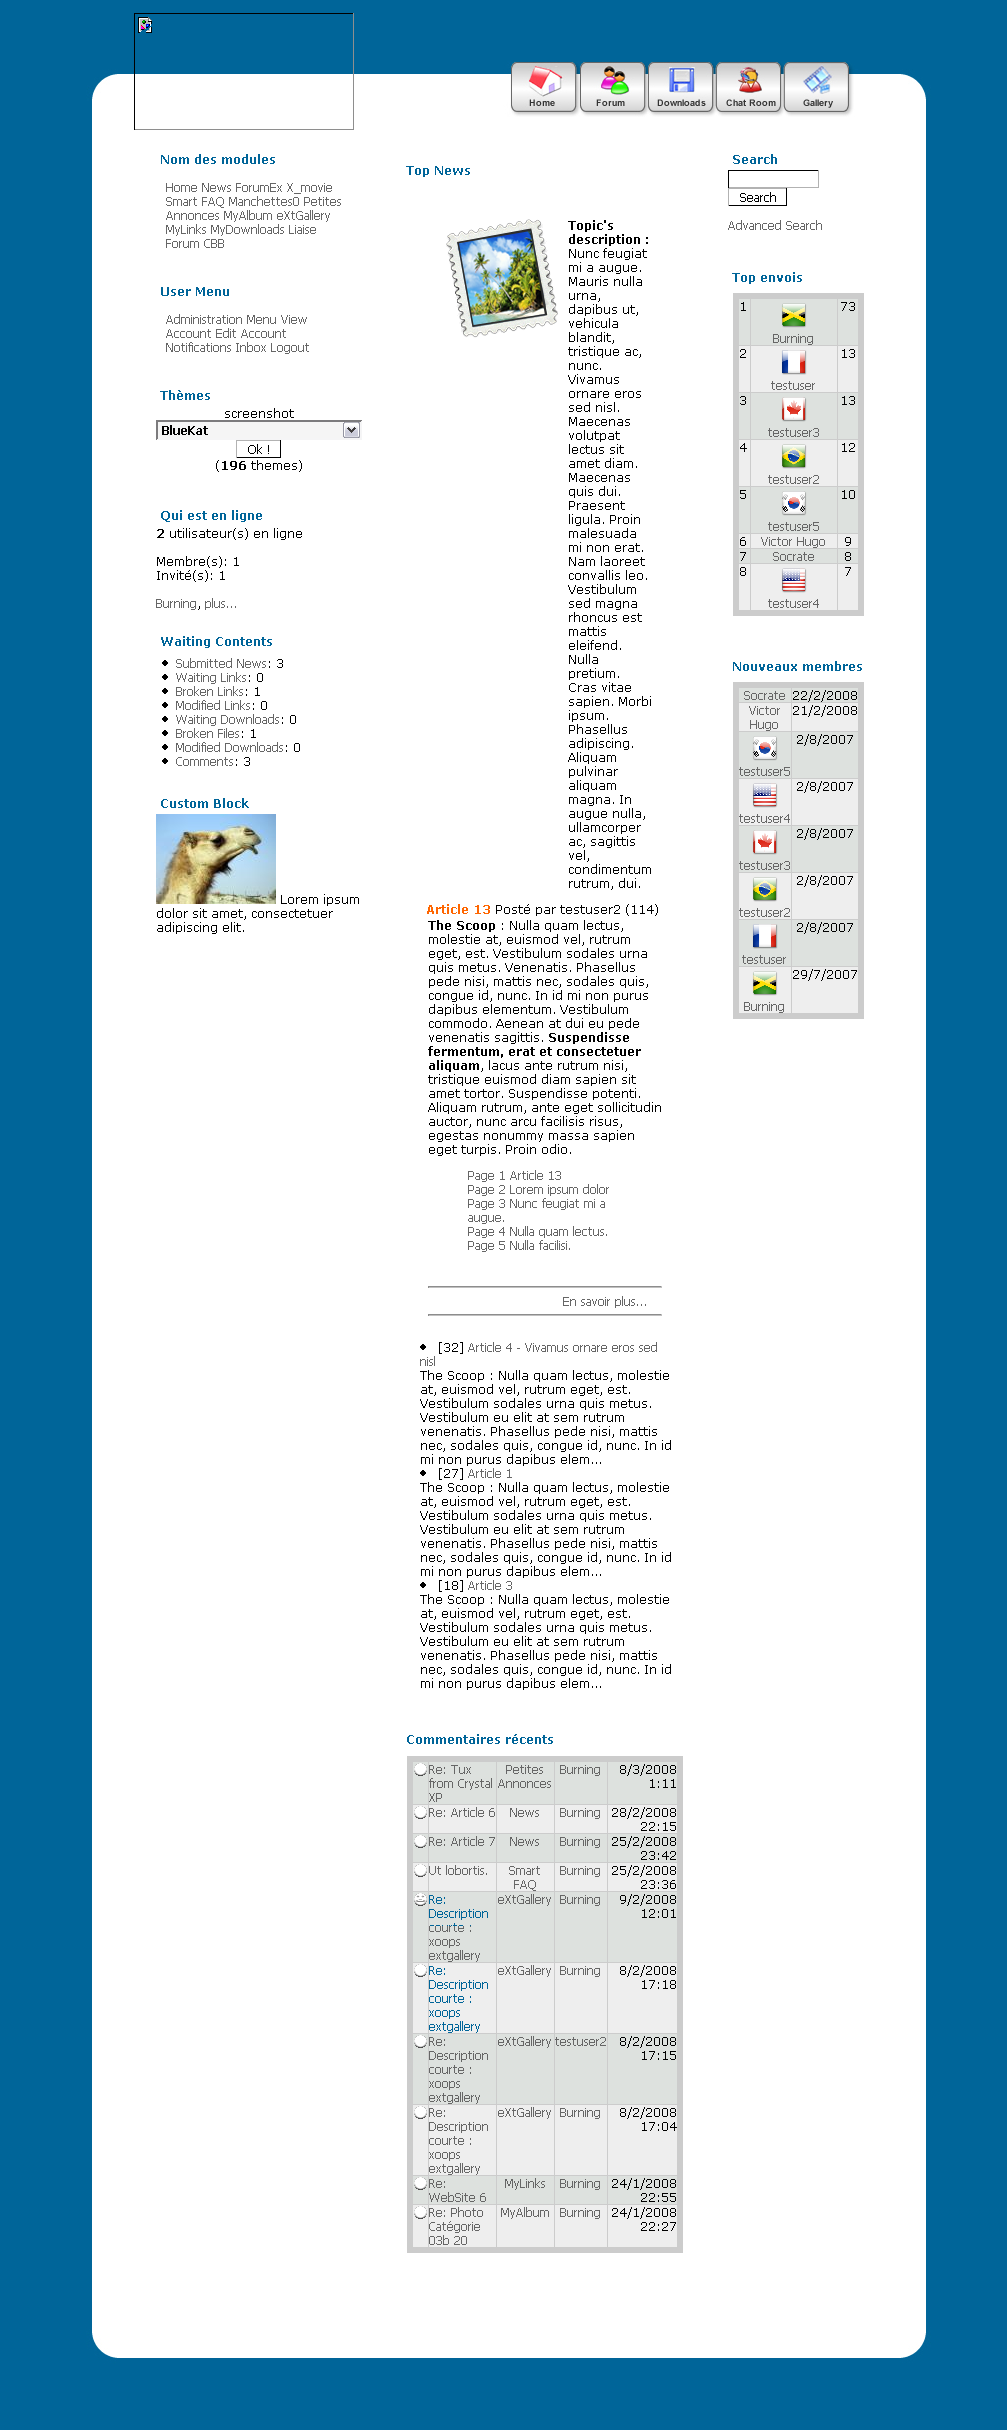 Home
Forum
Downloads
Chat Room
Gallery
Nom des modules
Home News ForumEx X_movie
Smart FAQ Manchettes0 Petites
Annonces MyAlbum eXtGallery
MyLinks MyDownloads Liaise
Forum CBB
User Menu
Administration Menu View
Account Edit Account
Notifications Inbox Logout
Thèmes
screenshot
BlueKat
Ok !
(196 themes)
Qui est en ligne
2 utilisateur(s) en ligne
Membre(s): 1
Invité(s): 1
Burning, plus...
Waiting Contents
Submitted News: 3
Waiting Links: 0
Broken Links: 1
Modified Links: 0
Waiting Downloads: 0
Broken Files: 1
Modified Downloads: 0
Comments: 3
Custom Block
Lorem ipsum
dolor sit amet, consectetuer
adipiscing elit.
Top News
Topic's
description :
Nunc feugiat
mi a augue.
Mauris nulla
urna,
dapibus ut,
vehicula
blandit,
tristique ac,
nunc.
Vivamus
ornare eros
sed nisl.
Maecenas
volutpat
lectus sit
amet diam.
Maecenas
quis dui.
Praesent
ligula. Proin
malesuada
mi non erat.
Nam laoreet
convallis leo.
Vestibulum
sed magna
rhoncus est
mattis
eleifend.
Nulla
pretium.
Cras vitae
sapien. Morbi
ipsum.
Phasellus
adipiscing.
Aliquam
pulvinar
aliquam
magna. In
augue nulla,
ullamcorper
ac, sagittis
vel,
condimentum
rutrum, dui.
Article 13 Posté par testuser2 (114)
The Scoop : Nulla quam lectus,
molestie at, euismod vel, rutrum
eget, est. Vestibulum sodales urna
quis metus. Venenatis. Phasellus
pede nisi, mattis nec, sodales quis,
congue id, nunc. In id mi non purus
dapibus elementum. Vestibulum
commodo. Aenean at dui eu pede
venenatis sagittis. Suspendisse
fermentum, erat et consectetuer
aliquam, lacus ante rutrum nisi,
tristique euismod diam sapien sit
amet tortor. Suspendisse potenti.
Aliquam rutrum, ante eget sollicitudin
auctor, nunc arcu facilisis risus,
egestas nonummy massa sapien
eget turpis. Proin odio.
Page 1 Article 13
Page 2 Lorem ipsum dolor
Page 3 Nunc feugiat mi a
augue.
Page 4 Nulla quam lectus.
Page 5 Nulla facilisi.
En savoir plus...
[32] Article 4 - Vivamus ornare eros sed
nisl
The Scoop : Nulla quam lectus, molestie
at, euismod vel, rutrum eget, est.
Vestibulum sodales urna quis metus.
Vestibulum eu elit at sem rutrum
venenatis. Phasellus pede nisi, mattis
nec, sodales quis, congue id, nunc. In id
mi non purus dapibus elem...
[27] Article 1
The Scoop : Nulla quam lectus, molestie
at, euismod vel, rutrum eget, est.
Vestibulum sodales urna quis metus.
Vestibulum eu elit at sem rutrum
venenatis. Phasellus pede nisi, mattis
nec, sodales quis, congue id, nunc. In id
mi non purus dapibus elem...
[18] Article 3
The Scoop : Nulla quam lectus, molestie
at, euismod vel, rutrum eget, est.
Vestibulum sodales urna quis metus.
Vestibulum eu elit at sem rutrum
venenatis. Phasellus pede nisi, mattis
nec, sodales quis, congue id, nunc. In id
mi non purus dapibus elem...
Commentaires récents
Re: Tux Petites Burning 8/3/2008
from Crystal Annonces 1:11
XP
Re: Article 6 News Burning 28/2/2008
22:15
Re: Article 7 News Burning 25/2/2008
23:42
Ut lobortis. Smart Burning 25/2/2008
FAQ 23:36
Re: eXtGallery Burning 9/2/2008
Description 12:01
courte :
xoops
extgallery
Re: eXtGallery Burning 8/2/2008
Description 17:18
courte :
xoops
extgallery
Re: eXtGallery testuser2 8/2/2008
Description 17:15
courte :
xoops
extgallery
Re: eXtGallery Burning 8/2/2008
Description 17:04
courte :
xoops
extgallery
Re: MyLinks Burning 24/1/2008
WebSite 6 22:55
Re: Photo MyAlbum Burning 24/1/2008
Catégorie 22:27
03b 20
Search
Search
Advanced Search
Top envois
1 73
Burning
2 13
testuser
3 13
testuser3
4 12
testuser2
5 10
testuser5
6 Victor Hugo 9
7 Socrate 8
8 7
testuser4
Nouveaux membres
Socrate 22/2/2008
Victor 21/2/2008
Hugo
2/8/2007
testuser5
2/8/2007
testuser4
2/8/2007
testuser3
2/8/2007
testuser2
2/8/2007
testuser
29/7/2007
Burning